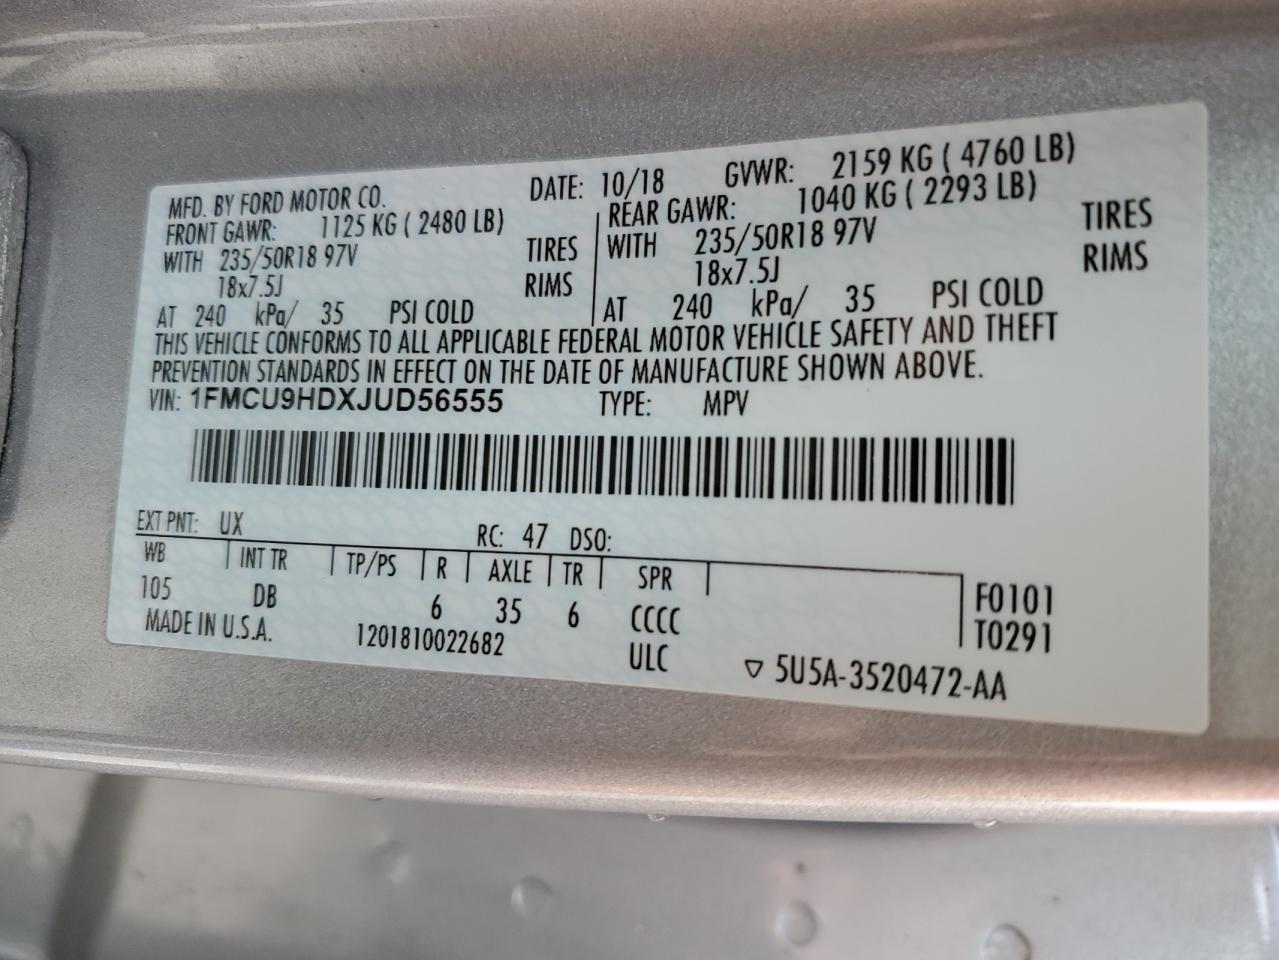 MFD. BY FORD MOTOR CO. DATE: 10/18 GVWR: 2159 KG ( 4760 LB)
FRONT GAWR: 1125 KG ( 2480 LB) REAR GAWR: 1040 KG ( 2293 LB)
WITH 235/50R18 97V TIRES WITH 235/50R18 97V TIRES
18x7.5J RIMS 18x7.5J RIMS
AT 240 kPa/ 35 PSI COLD AT 240 kPa/ 35 PSI COLD
THIS VEHICLE CONFORMS TO ALL APPLICABLE FEDERAL MOTOR VEHICLE SAFETY AND THEFT
PREVENTION STANDARDS IN EFFECT ON THE DATE OF MANUFACTURE SHOWN ABOVE.
VIN: 1FMCU9HDXJUD56555 TYPE: MPV
EXT PNT: UX RC: 47 DSO:
WB INT TR TP/PS R AXLE TR SPR
105 DB 6 35 6 CCCC F0101
MADE IN U.S.A. 1201810022682 ULC T0291
▽ 5U5A-3520472-AA